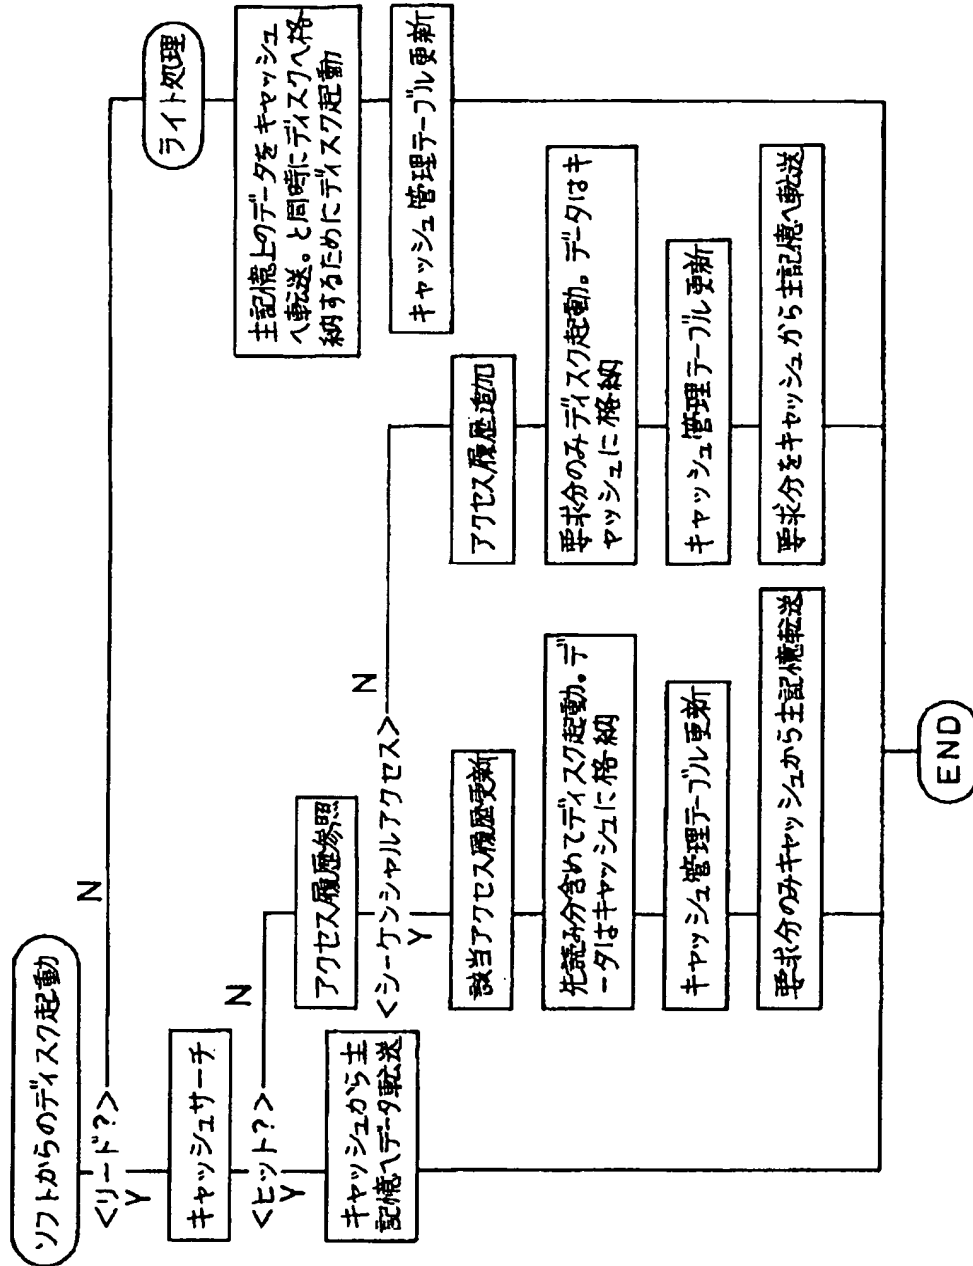 ソフトからのディスク起動
<リード?>
N
Y
キャッシュサーチ
<ヒット?>
N
Y
キャッシュから主
記憶へデータ転送
アクセス履歴参照
<シーケンシャルアクセス>
N
Y
該当アクセス履歴更新
先読み分含めてディスク起動。デ
ータはキャッシュに格納
キャッシュ管理テーブル更新
要求分のみキャッシュから主記憶転送
アクセス履歴追加
要求分のみディスク起動。データはキ
ャッシュに格納
キャッシュ管理テーブル更新
要求分をキャッシュから主記憶へ転送
ライト処理
主記憶上のデータをキャッシュ
へ転送。と同時にディスクへ格
納するためにディスク起動
キャッシュ管理テーブル更新
END